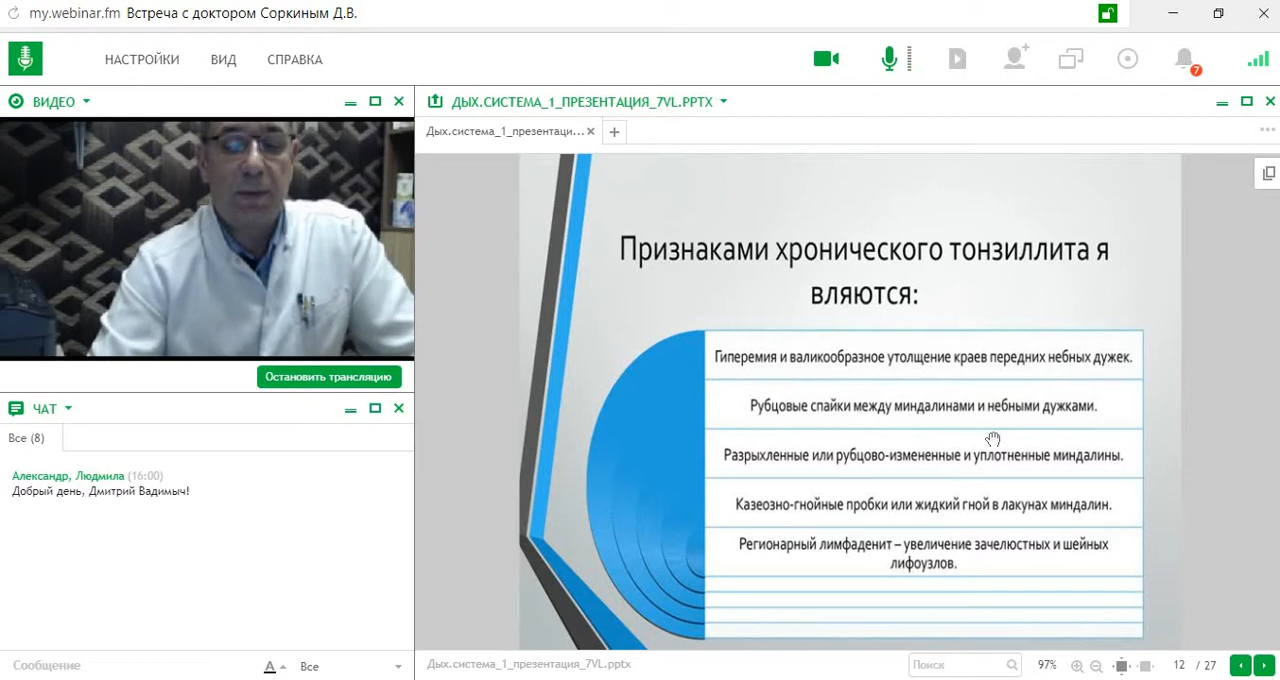 my.webinar.fm Встреча с доктором Соркиным Д.В.
НАСТРОЙКИ ВИД СПРАВКА
7
ВИДЕО
Остановить трансляцию
ЧАТ
Все (8)
Александр, Людмила (16:00)
Добрый день, Дмитрий Вадимыч!
Сообщение
A
Все
ДЫХ.СИСТЕМА_1_ПРЕЗЕНТАЦИЯ_7VL.PPTX
Дых.система_1_презентаци...
Признаками хронического тонзиллита я
вляются:
Гиперемия и валикообразное утолщение краев передних небных дужек.
Рубцовые спайки между миндалинами и небными дужками.
Разрыхленные или рубцово-измененные и уплотненные миндалины.
Казеозно-гнойные пробки или жидкий гной в лакунах миндалин.
Регионарный лимфаденит – увеличение зачелюстных и шейных
лифоузлов.
Дых.система_1_презентация_7VL.pptx
Поиск
97%
12 / 27